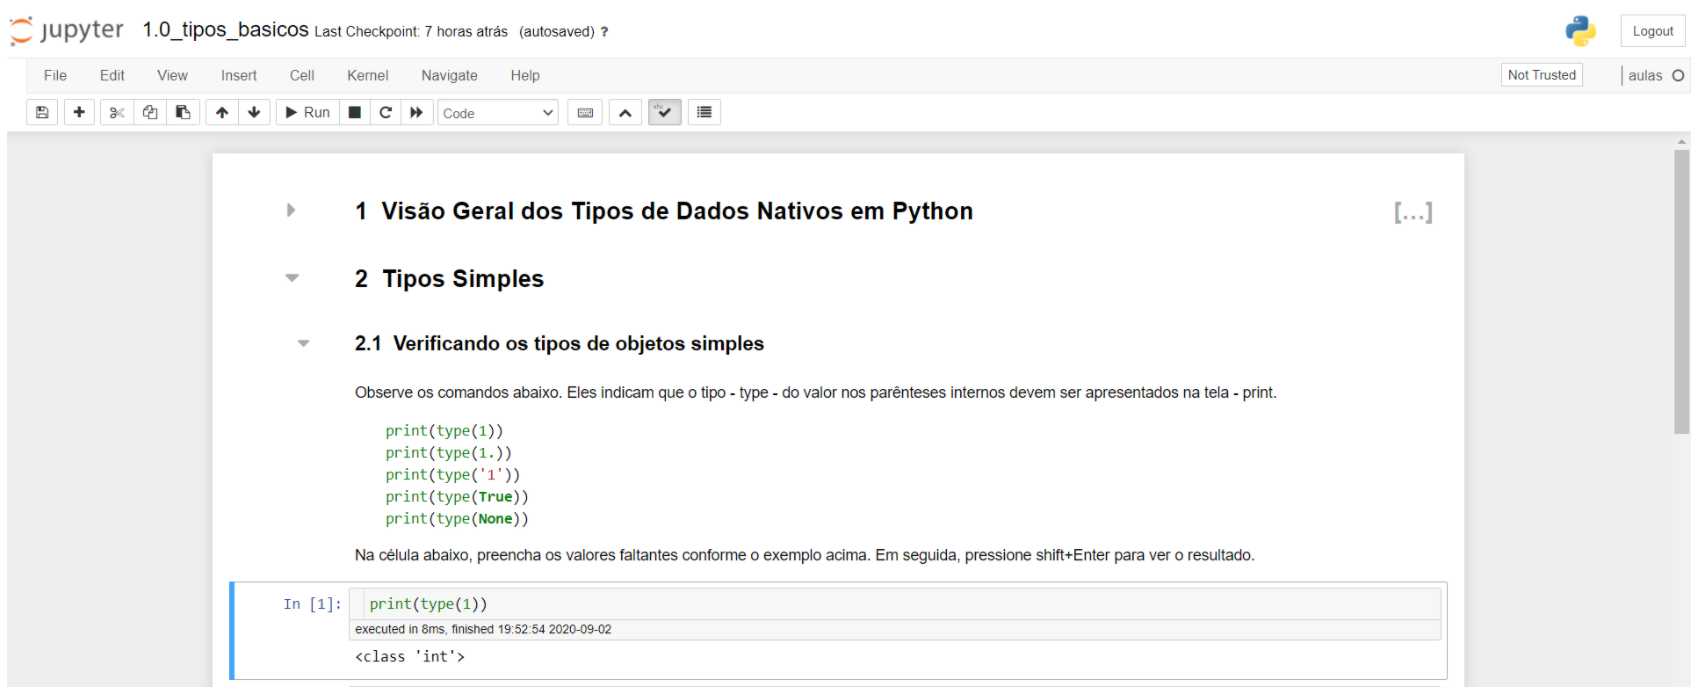 jupyter 1.0_tipos_basicos Last Checkpoint: 7 horas atrás (autosaved) ? Logout
File Edit View Insert Cell Kernel Navigate Help Not Trusted aulas
Run Code
1 Visão Geral dos Tipos de Dados Nativos em Python [...]
2 Tipos Simples
2.1 Verificando os tipos de objetos simples
Observe os comandos abaixo. Eles indicam que o tipo - type - do valor nos parênteses internos devem ser apresentados na tela - print.
print(type(1))
print(type(1.))
print(type('1'))
print(type(True))
print(type(None))
Na célula abaixo, preencha os valores faltantes conforme o exemplo acima. Em seguida, pressione shift+Enter para ver o resultado.
In [1]: print(type(1))
executed in 8ms, finished 19:52:54 2020-09-02
<class 'int'>